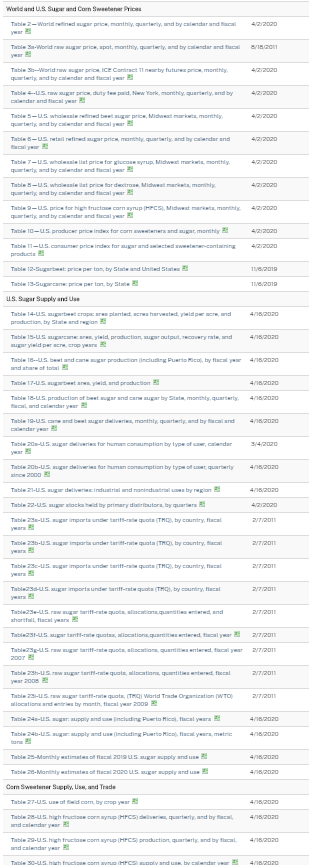 World and U.S. Sugar and Corn Sweetener Prices
Table 2—World refined sugar price, monthly, quarterly, and by calendar and fiscal 4/2/2020
year
Table 3a-World raw sugar price, spot, monthly, quarterly, and by calendar and fiscal 8/18/2011
year
Table 3b—World raw sugar price, ICE Contract 11 nearby futures price, monthly, 4/2/2020
quarterly, and by calendar and fiscal year
Table 4—U.S. raw sugar price, duty fee paid, New York, monthly, quarterly, and by 4/2/2020
calendar and fiscal year
Table 5—U.S. wholesale refined beet sugar price, Midwest markets, monthly, 4/2/2020
quarterly, and by calendar and fiscal year
Table 6—U.S. retail refined sugar price, monthly, quarterly, and by calendar and 4/2/2020
fiscal year
Table 7—U.S. wholesale list price for glucose syrup, Midwest markets, monthly, 4/2/2020
quarterly, and by calendar and fiscal year
Table 8—U.S. wholesale list price for dextrose, Midwest markets, monthly, 4/2/2020
quarterly, and by calendar and fiscal year
Table 9—U.S. price for high fructose corn syrup (HFCS), Midwest markets, monthly, 4/2/2020
quarterly, and by calendar and fiscal year
Table 10—U.S. producer price index for corn sweeteners and sugar, monthly 4/2/2020
Table 11—U.S. consumer price index for sugar and selected sweetener-containing 4/2/2020
products
Table 12-Sugarbeet: price per ton, by State and United States 11/6/2019
Table 13-Sugarcane: price per ton, by State 11/6/2019
U.S. Sugar Supply and Use
Table 14-U.S. sugarbeet crops: area planted, acres harvested, yield per acre, and 4/16/2020
production, by State and region
Table 15-U.S. sugarcane: area, yield, production, sugar output, recovery rate, and 4/16/2020
sugar yield per acre, crop years
Table 16—U.S. beet and cane sugar production (including Puerto Rico), by fiscal year 4/16/2020
and share of total
Table 17-U.S. sugarbeet area, yield, and production 4/16/2020
Table 18-U.S. production of beet sugar and cane sugar by State, monthly, quarterly, 4/16/2020
fiscal, and calendar year
Table 19-U.S. cane and beet sugar deliveries, monthly, quarterly, and by fiscal and 4/16/2020
calendar year
Table 20a-U.S. sugar deliveries for human consumption by type of user, calendar 3/4/2020
year
Table 20b-U.S. sugar deliveries for human consumption by type of user, quarterly 4/16/2020
since 2000
Table 21-U.S. sugar deliveries: industrial and nonindustrial uses by region 4/16/2020
Table 22-U.S. sugar stocks held by primary distributors, by quarters 4/2/2020
Table 23a-U.S. sugar imports under tariff-rate quota (TRQ), by country, fiscal 2/7/2011
years
Table 23b-U.S. sugar imports under tariff-rate quota (TRQ), by country, fiscal 2/7/2011
years
Table 23c-U.S. sugar imports under tariff-rate quota (TRQ), by country, fiscal 2/7/2011
years
Table23d-U.S. sugar imports under tariff-rate quota (TRQ), by country, fiscal 2/7/2011
years
Table23e-U.S. raw sugar tariff-rate quota, allocations,quantities entered, and 2/7/2011
shortfall, fiscal years
Table23f-U.S. sugar tariff-rate quotas, allocations,quantities entered, fiscal year 2/7/2011
Table23g-U.S. raw sugar tariff-rate quotas, allocations, quantities entered, fiscal year 2/7/2011
2007
Table 23h-U.S. raw sugar tariff-rate quota, allocations, quantities entered, fiscal 2/7/2011
year 2008
Table 23i-U.S. raw sugar tariff-rate quota, (TRQ) World Trade Organization (WTO) 2/7/2011
allocations and entries by month, fiscal year 2009
Table 24a-U.S. sugar: supply and use (including Puerto Rico), fiscal years 4/16/2020
Table 24b-U.S. sugar: supply and use (including Puerto Rico), fiscal years, metric 4/16/2020
tons
Table 25-Monthly estimates of fiscal 2019 U.S. sugar supply and use 4/16/2020
Table 26-Monthly estimates of fiscal 2020 U.S. sugar supply and use 4/16/2020
Corn Sweetener Supply, Use, and Trade
Table 27-U.S. use of field corn, by crop year 4/16/2020
Table 28-U.S. high fructose corn syrup (HFCS) deliveries, quarterly, and by fiscal, 4/16/2020
and calendar year
Table 29-U.S. high fructose corn syrup (HFCS) production, quarterly, and by fiscal, 4/16/2020
and calendar year
Table 30-U.S. high fructose corn syrup (HFCS) supply and use, by calendar year 4/16/2020